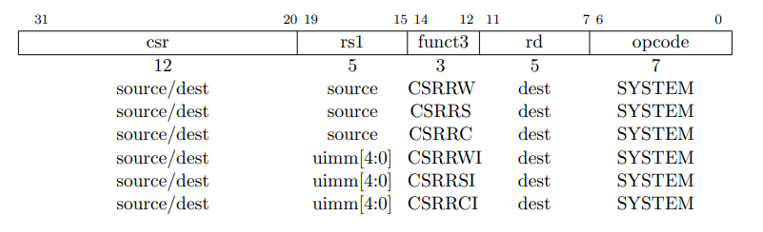 31 20 19 15 14 12 11 7 6 0
csr rs1 funct3 rd opcode
12 5 3 5 7
source/dest source CSRRW dest SYSTEM
source/dest source CSRRS dest SYSTEM
source/dest source CSRRC dest SYSTEM
source/dest uimm[4:0] CSRRWI dest SYSTEM
source/dest uimm[4:0] CSRRSI dest SYSTEM
source/dest uimm[4:0] CSRRCI dest SYSTEM